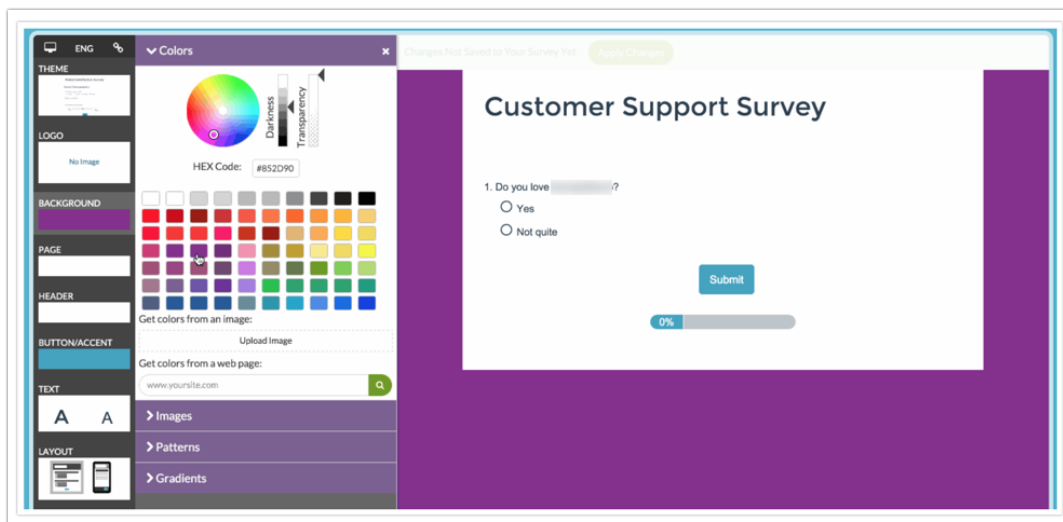 ENG
Colors
Changes Not Saved to Your Survey Yet
Apply Changes
THEME
LOGO
No Image
BACKGROUND
PAGE
HEADER
BUTTON/ACCENT
TEXT
A A
LAYOUT
Darkness
Transparency
HEX Code: #852D90
Get colors from an image:
Upload Image
Get colors from a web page:
www.yoursite.com
Images
Patterns
Gradients
Customer Support Survey
1. Do you love ?
Yes
Not quite
Submit
0%